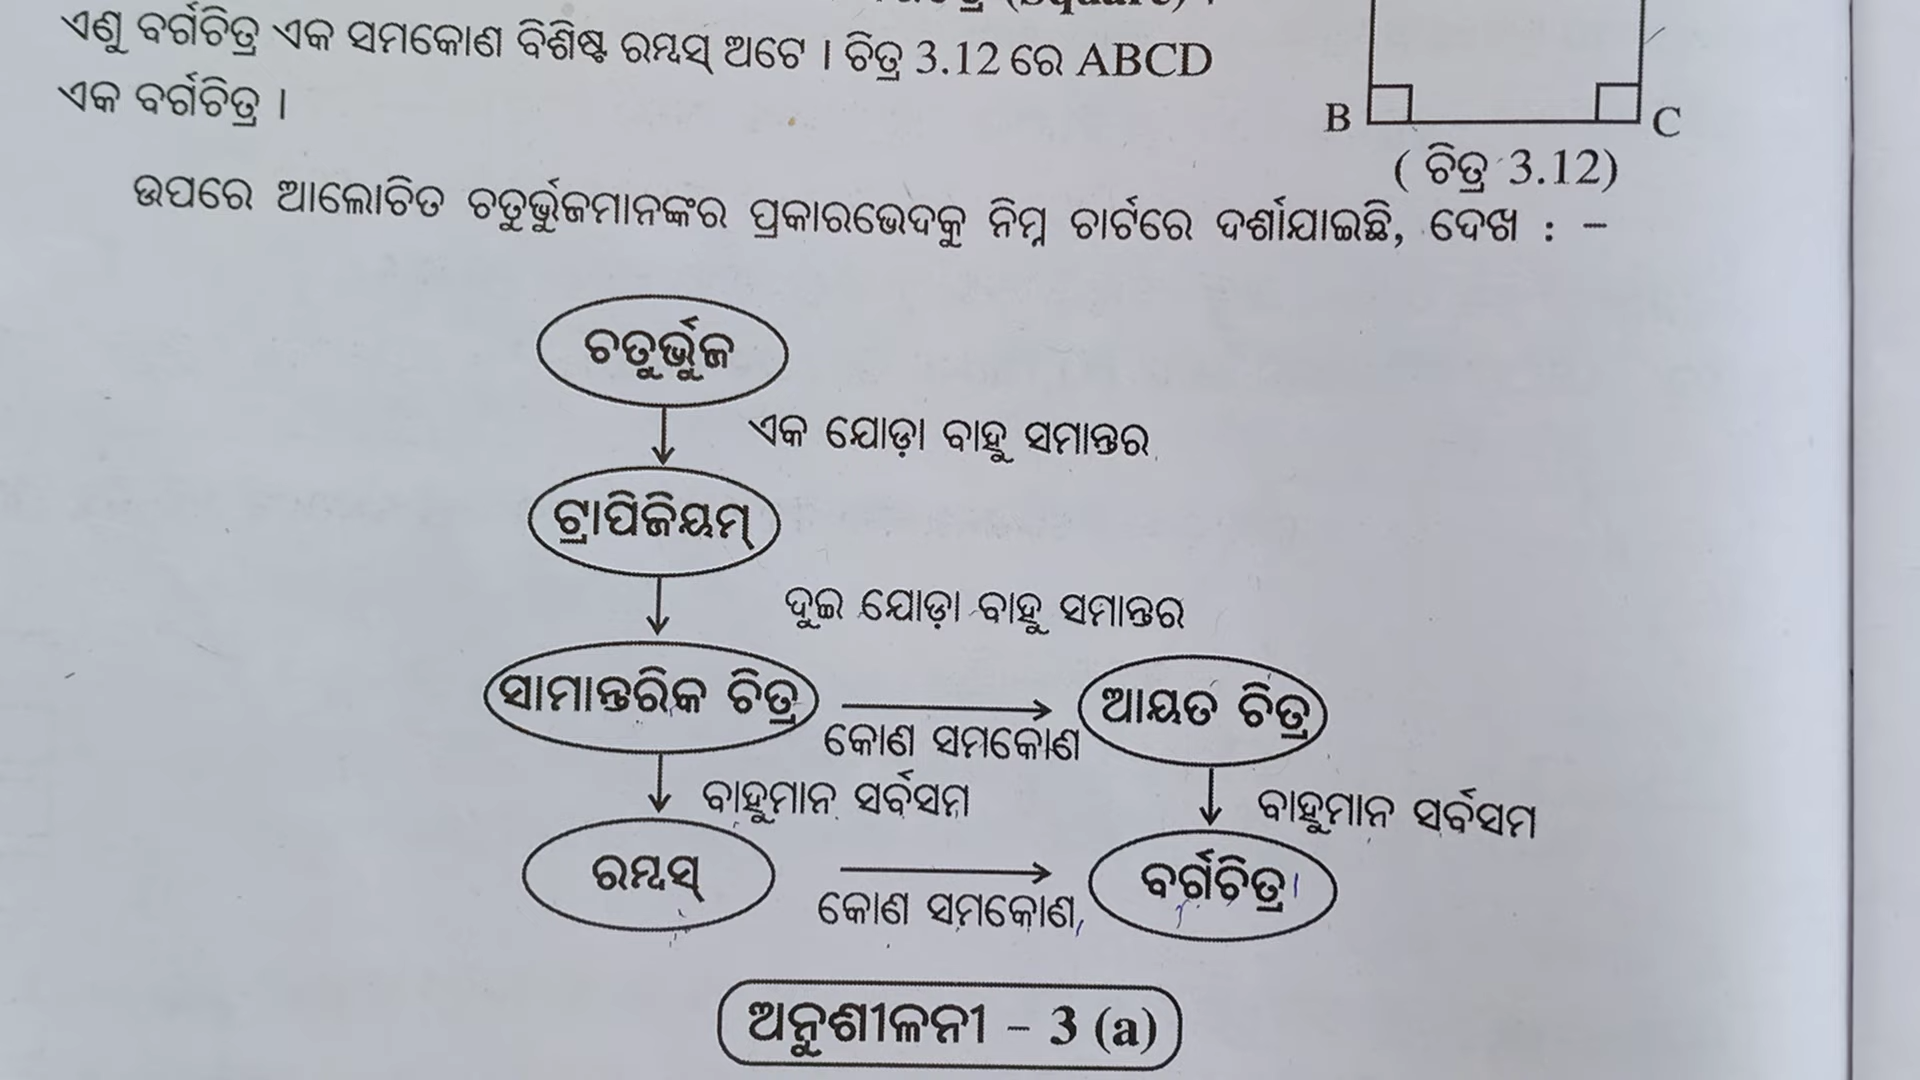 (Square) :
ଏଣୁ ବର୍ଗଚିତ୍ର ଏକ ସମକୋଣ ବିଶିଷ୍ଟ ରମ୍ବସ୍ ଅଟେ । ଚିତ୍ର 3.12 ରେ ABCD
ଏକ ବର୍ଗଚିତ୍ର ।
B
C
( ଚିତ୍ର 3.12)
ଉପରେ ଆଲୋଚିତ ଚତୁର୍ଭୁଜମାନଙ୍କର ପ୍ରକାରଭେଦକୁ ନିମ୍ନ ଚାର୍ଟରେ ଦର୍ଶାଯାଇଛି, ଦେଖ : –
ଚତୁର୍ଭୁଜ
ଏକ ଯୋଡ଼ା ବାହୁ ସମାନ୍ତର
ଟ୍ରାପିଜିୟମ୍
ଦୁଇ ଯୋଡ଼ା ବାହୁ ସମାନ୍ତର
ସାମାନ୍ତରିକ ଚିତ୍ର
କୋଣ ସମକୋଣ
ଆୟତ ଚିତ୍ର
ବାହୁମାନ ସର୍ବସମ
ବାହୁମାନ ସର୍ବସମ
ରମ୍ବସ୍
କୋଣ ସମକୋଣ
ବର୍ଗଚିତ୍ର
ଅନୁଶୀଳନୀ – 3 (a)